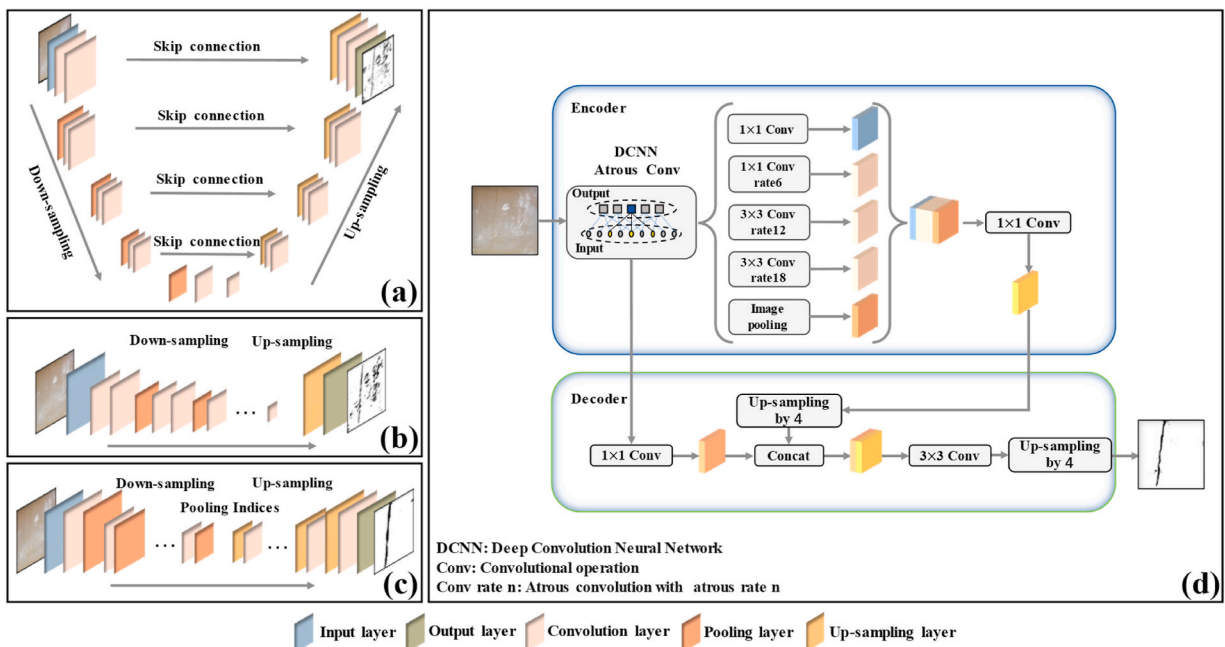 Skip connection
Skip connection
Skip connection
Skip connection
Down-sampling
Up-sampling
(a)
Down-sampling
Up-sampling
...
(b)
Down-sampling
Up-sampling
Pooling Indices
...
...
(c)
Encoder
DCNN
Atrous Conv
Output
Input
1×1 Conv
1×1 Conv
rate6
3×3 Conv
rate12
3×3 Conv
rate18
Image
pooling
1×1 Conv
Decoder
Up-sampling
by 4
1×1 Conv
Concat
3×3 Conv
Up-sampling
by 4
DCNN: Deep Convolution Neural Network
Conv: Convolutional operation
Conv rate n: Atrous convolution with atrous rate n
(d)
Input layer
Output layer
Convolution layer
Pooling layer
Up-sampling layer